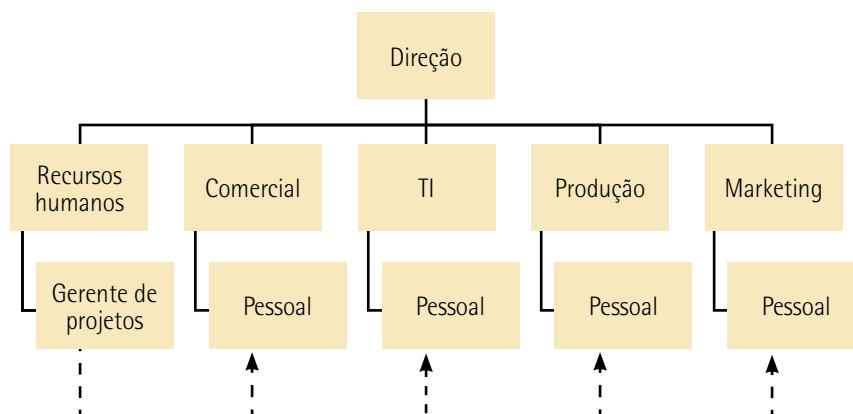 Direção
Recursos
humanos
Comercial
TI
Produção
Marketing
Gerente de
projetos
Pessoal
Pessoal
Pessoal
Pessoal